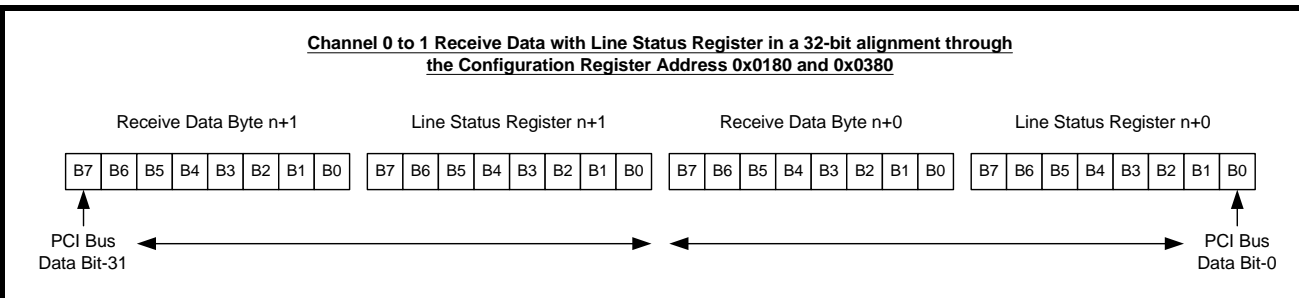 Channel 0 to 1 Receive Data with Line Status Register in a 32-bit alignment through
the Configuration Register Address 0x0180 and 0x0380
Receive Data Byte n+1 Line Status Register n+1 Receive Data Byte n+0 Line Status Register n+0
B7 B6 B5 B4 B3 B2 B1 B0 B7 B6 B5 B4 B3 B2 B1 B0 B7 B6 B5 B4 B3 B2 B1 B0 B7 B6 B5 B4 B3 B2 B1 B0
PCI Bus
Data Bit-31
PCI Bus
Data Bit-0